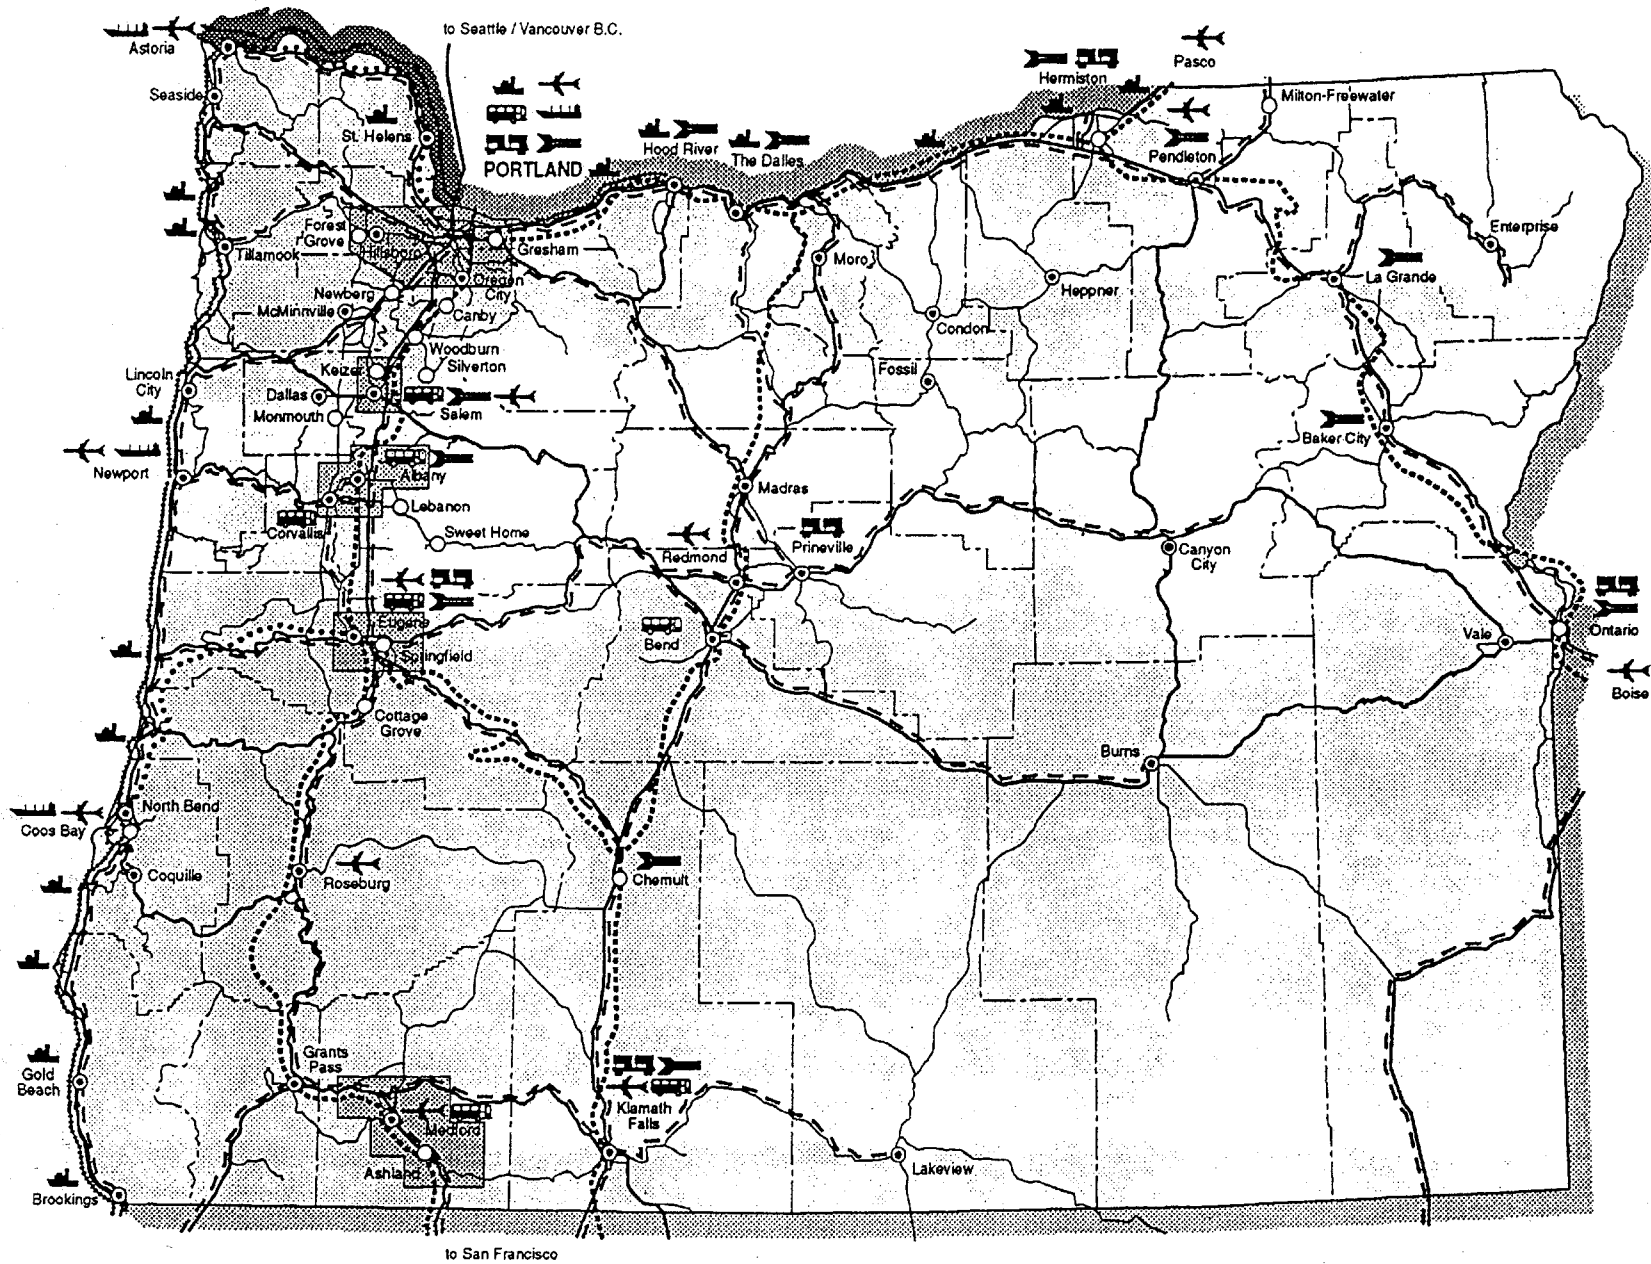 to Seattle / Vancouver B.C.
Astoria
Pasco
Hermiston
Seaside
Milton-Freewater
St. Helens
Hood River
The Dalles
Pendleton
PORTLAND
Forest
Grove
Hillsboro
Gresham
Enterprise
Tillamook
Moro
La Grande
Oregon
City
Heppner
Newberg
McMinnville
Canby
Condon
Woodburn
Silverton
Keizer
Fossil
Lincoln
City
Dallas
Salem
Monmouth
Baker City
Newport
Albany
Madras
Lebanon
Corvallis
Sweet Home
Redmond
Prineville
Canyon
City
Eugene
Springfield
Bend
Vale
Ontario
Boise
Cottage
Grove
Burns
North Bend
Coos Bay
Coquille
Roseburg
Chemult
Grants
Pass
Gold
Beach
Klamath
Falls
Medford
Ashland
Lakeview
Brookings
to San Francisco